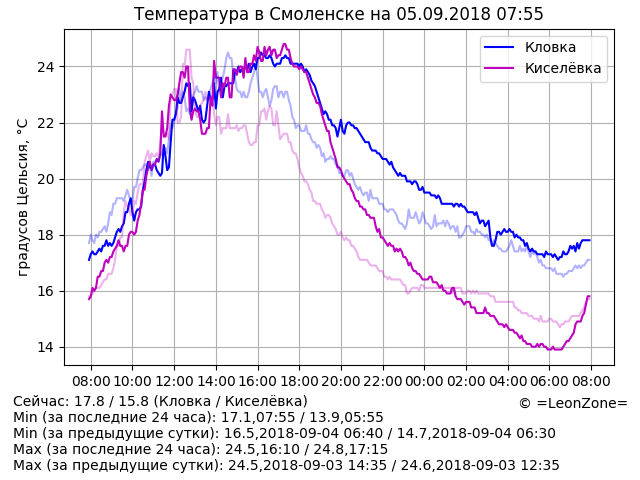 Температура в Смоленске на 05.09.2018 07:55
Кловка
Киселёвка
градусов Цельсия, °C
24
22
20
18
16
14
08:00 10:00 12:00 14:00 16:00 18:00 20:00 22:00 00:00 02:00 04:00 06:00 08:00
Сейчас: 17.8 / 15.8 (Кловка / Киселёвка)
© =LeonZone=
Min (за последние 24 часа): 17.1,07:55 / 13.9,05:55
Min (за предыдущие сутки): 16.5,2018-09-04 06:40 / 14.7,2018-09-04 06:30
Max (за последние 24 часа): 24.5,16:10 / 24.8,17:15
Max (за предыдущие сутки): 24.5,2018-09-03 14:35 / 24.6,2018-09-03 12:35